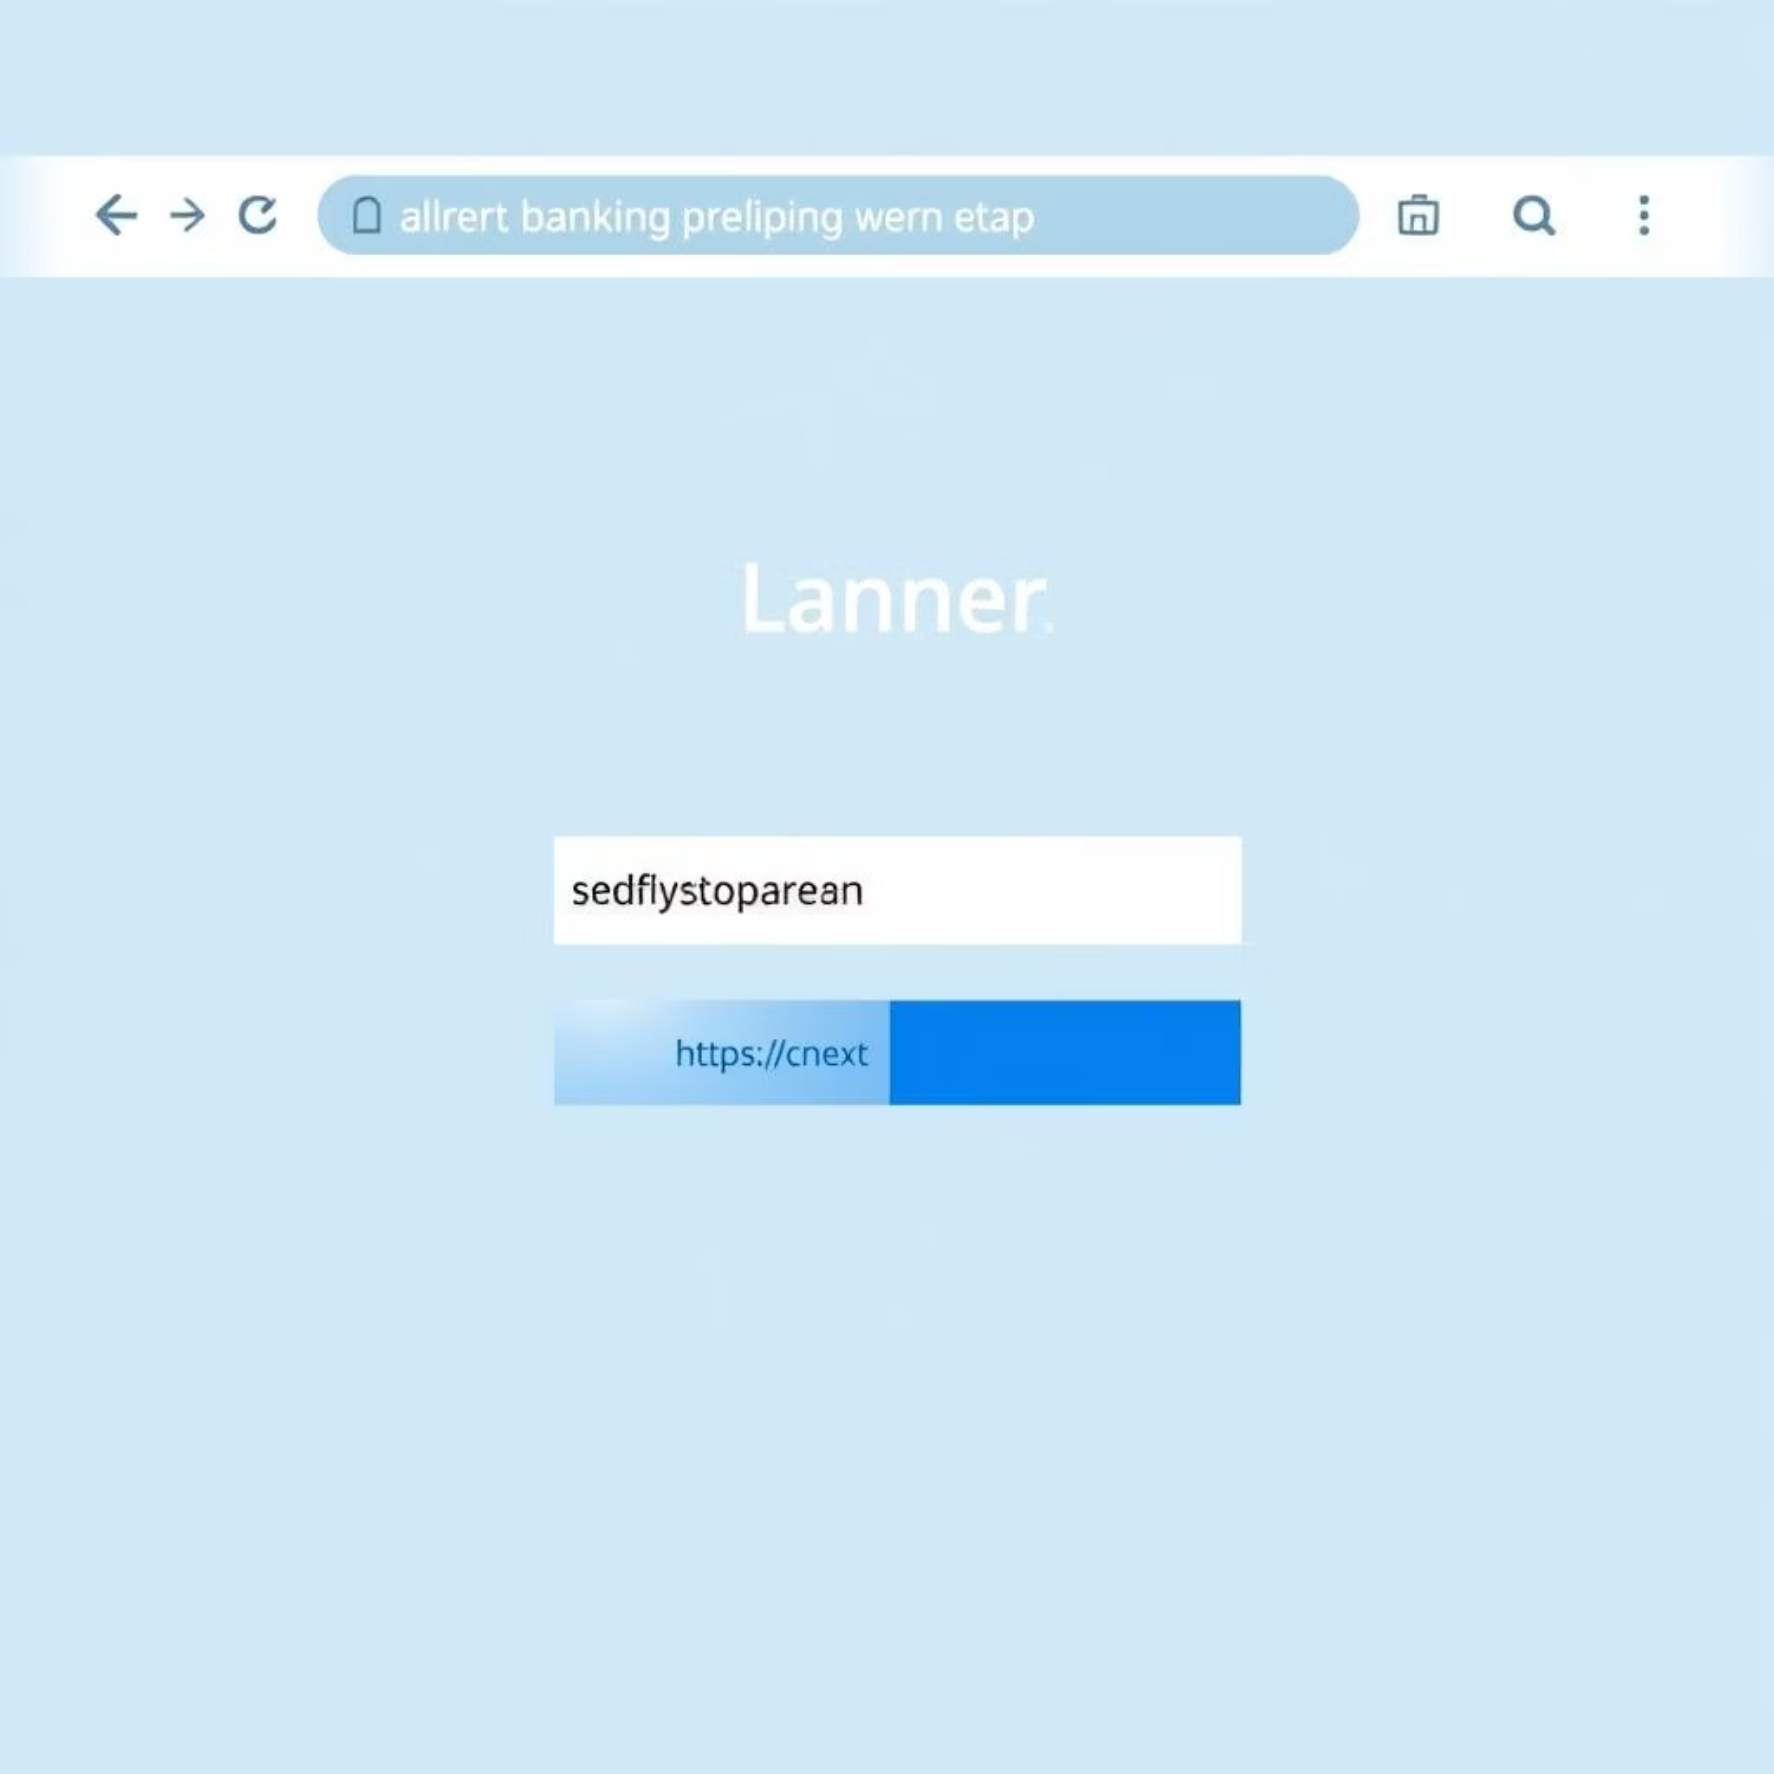 allrert banking preliping wern etap
Lanner.
sedflystoparean
https://cnext